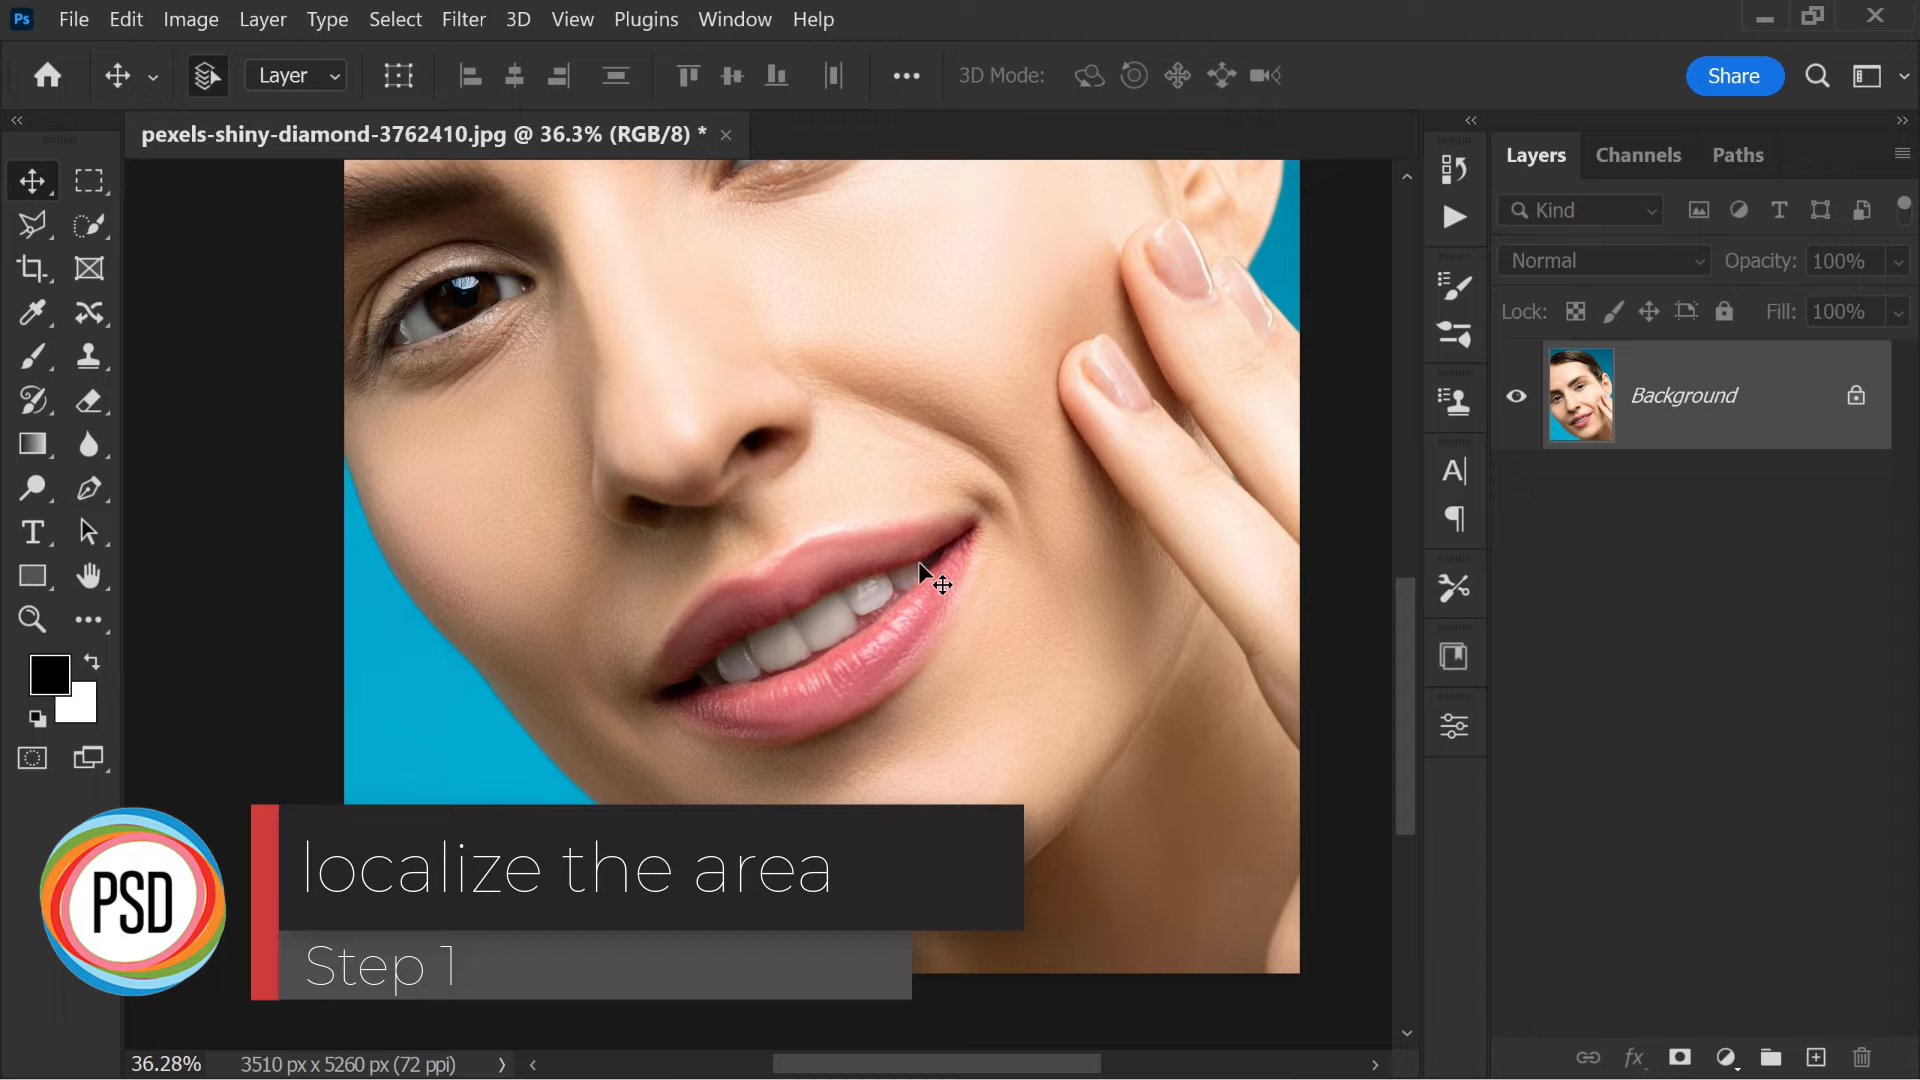 Ps File Edit Image Layer Type Select Filter 3D View Plugins Window Help
Layer 3D Mode: Share
pexels-shiny-diamond-3762410.jpg @ 36.3% (RGB/8) *
Layers Channels Paths
Kind
Normal Opacity: 100%
Lock: Fill: 100%
Background
PSD
localize the area
Step 1
36.28% 3510 px x 5260 px (72 ppi)
fx